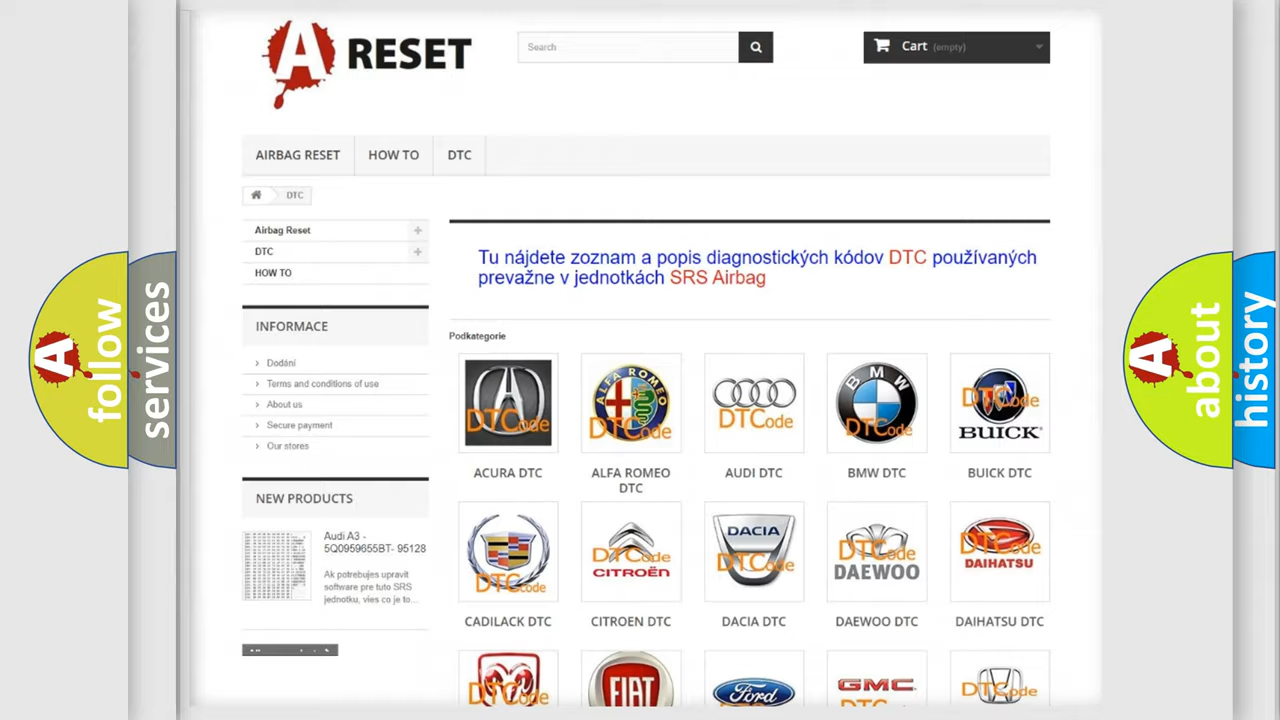 A RESET
Search
Cart (empty)
AIRBAG RESET
HOW TO
DTC
DTC
Airbag Reset
DTC
HOW TO
INFORMACE
Dodání
Terms and conditions of use
About us
Secure payment
Our stores
NEW PRODUCTS
Audi A3 -
5Q0959655BT- 95128
Ak potrebujes upravit
software pre tuto SRS
jednotku, vies co je to...
Tu nájdete zoznam a popis diagnostických kódov DTC používaných
prevažne v jednotkách SRS Airbag
Podkategorie
DTCode
ALFA ROMEO
DTCode
DTCode
BMW
DTCode
DTCode
BUICK
ACURA DTC
ALFA ROMEO
DTC
AUDI DTC
BMW DTC
BUICK DTC
DTCode
DTCode
CITROËN
DACIA
DTCode
DTCode
DAEWOO
DTCode
DAIHATSU
CADILACK DTC
CITROEN DTC
DACIA DTC
DAEWOO DTC
DAIHATSU DTC
DTCode
FIAT
Ford
GMC
DTCode
A follow
services
A about
history